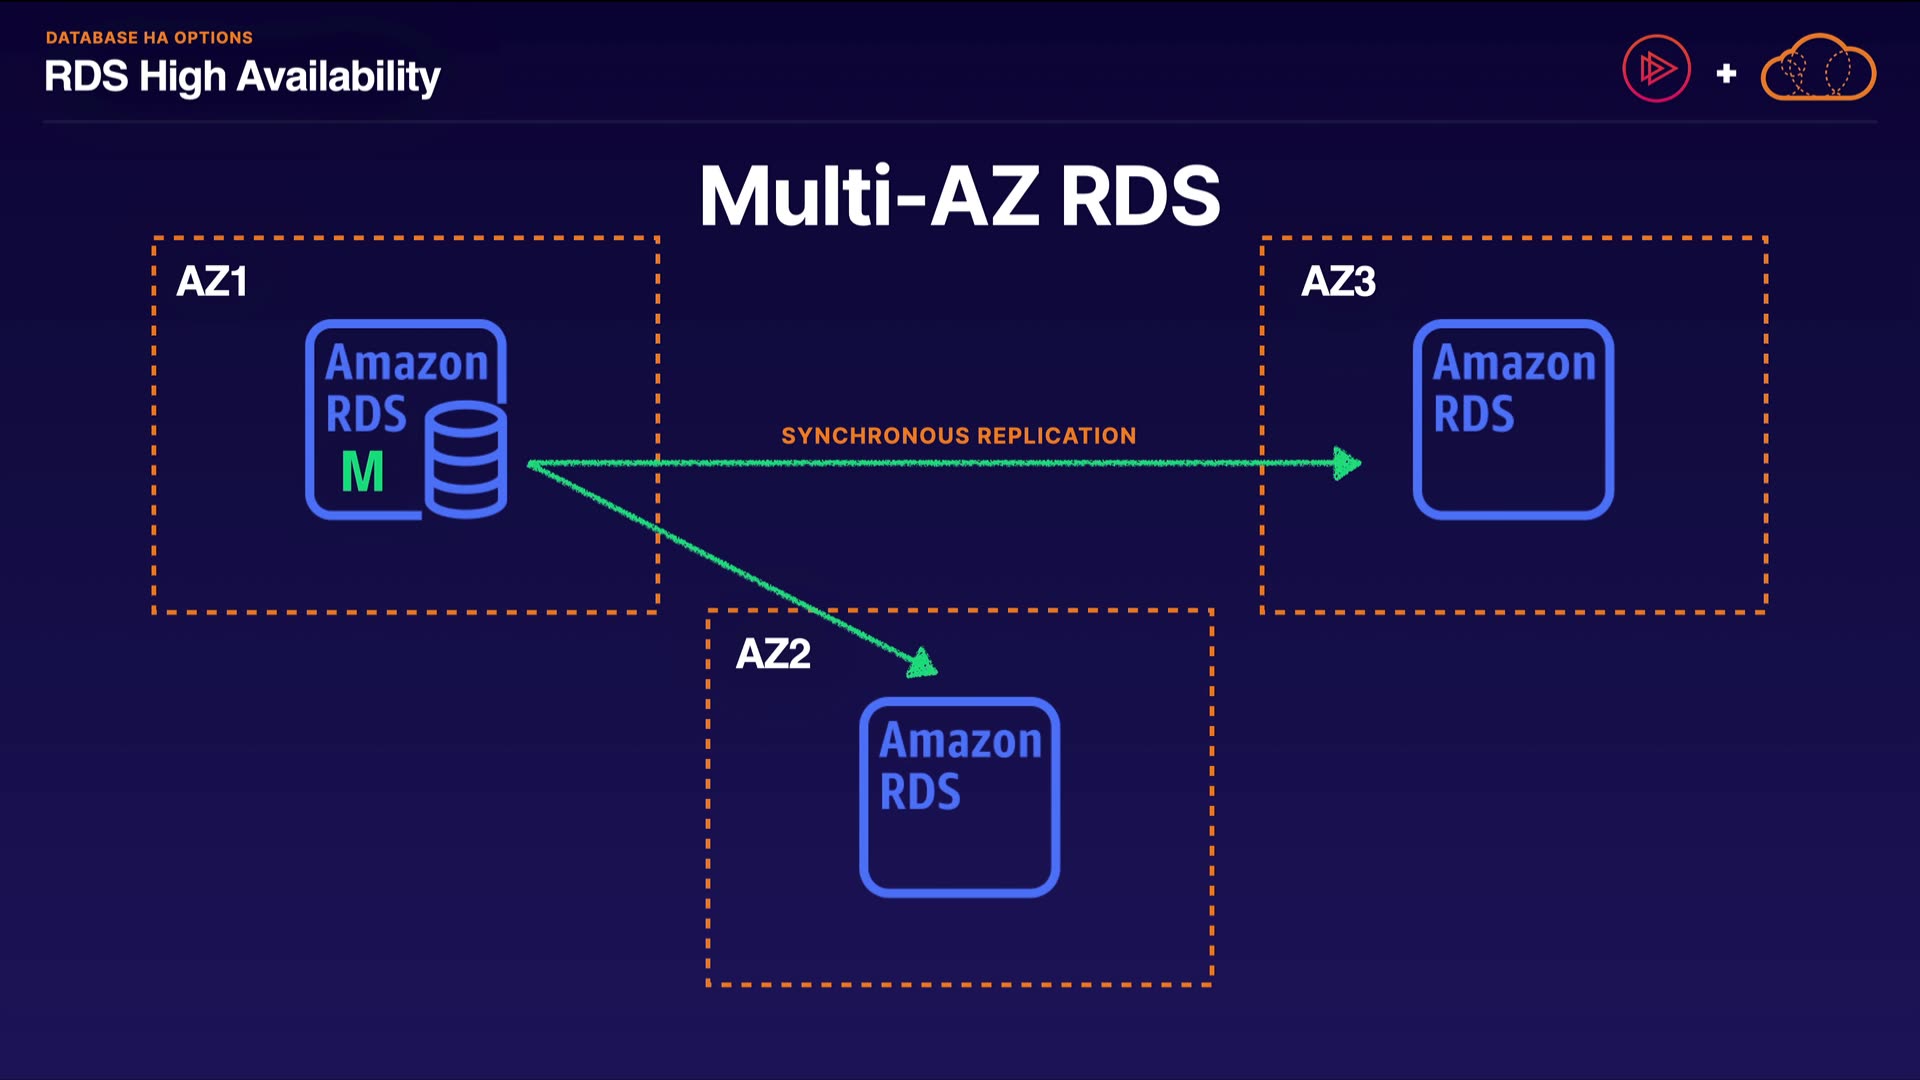 DATABASE HA OPTIONS
RDS High Availability
Multi-AZ RDS
AZ1
Amazon
RDS
M
SYNCHRONOUS REPLICATION
AZ3
Amazon
RDS
AZ2
Amazon
RDS